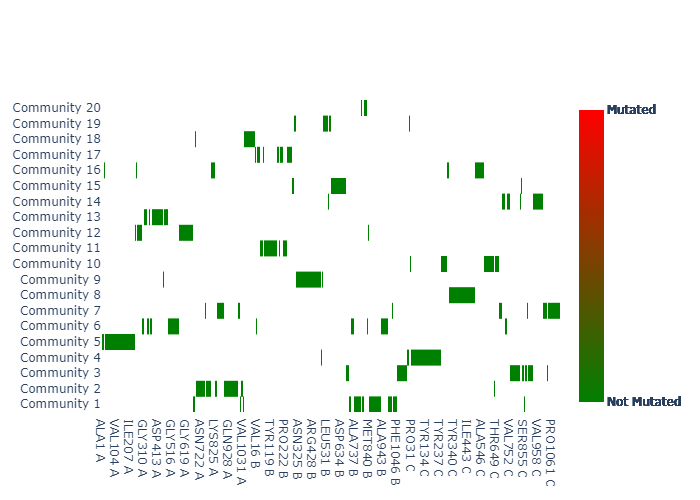 Community 20
Community 19
Community 18
Community 17
Community 16
Community 15
Community 14
Community 13
Community 12
Community 11
Community 10
Community 9
Community 8
Community 7
Community 6
Community 5
Community 4
Community 3
Community 2
Community 1
ALA1 A
VAL104 A
ILE207 A
GLY310 A
ASP413 A
GLY516 A
GLY619 A
ASN722 A
LYS825 A
GLN928 A
VAL1031 A
VAL16 B
TYR119 B
PRO222 B
ASN325 B
ARG428 B
LEU531 B
ASP634 B
ALA737 B
MET840 B
ALA943 B
PHE1046 B
PRO31 C
TYR134 C
TYR237 C
TYR340 C
ILE443 C
ALA546 C
THR649 C
VAL752 C
SER855 C
VAL958 C
PRO1061 C
Mutated
Not Mutated